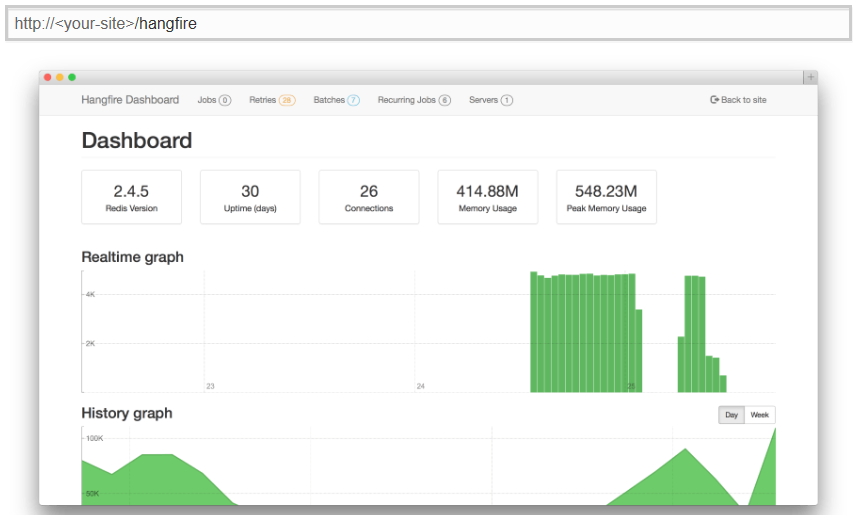 http://<your-site>/hangfire
Hangfire Dashboard Jobs 0 Retries 28 Batches 7 Recurring Jobs 6 Servers 1 Back to site
Dashboard
2.4.5 30 26 414.88M 548.23M
Redis Version Uptime (days) Connections Memory Usage Peak Memory Usage
Realtime graph
4K
2K
23 24 25
History graph Day Week
100K
50K